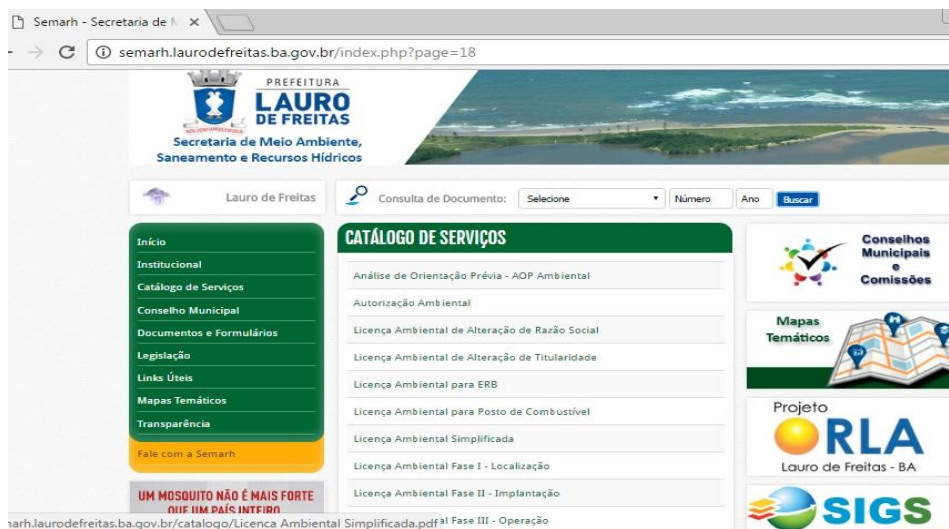 Semarh - Secretaria de M
semarh.laurodefreitas.ba.gov.br/index.php?page=18
PREFEITURA
LAURO
DE FREITAS
Secretaria de Meio Ambiente,
Saneamento e Recursos Hídricos
Lauro de Freitas
Consulta de Documento: Selecione Número Ano Buscar
Início
Institucional
Catálogo de Serviços
Conselho Municipal
Documentos e Formulários
Legislação
Links Úteis
Mapas Temáticos
Transparência
Fale com a Semarh
UM MOSQUITO NÃO É MAIS FORTE
QUE UM PAÍS INTEIRO
CATÁLOGO DE SERVIÇOS
Análise de Orientação Prévia - AOP Ambiental
Autorização Ambiental
Licença Ambiental de Alteração de Razão Social
Licença Ambiental de Alteração de Titularidade
Licença Ambiental para ERB
Licença Ambiental para Posto de Combustível
Licença Ambiental Simplificada
Licença Ambiental Fase I - Localização
Licença Ambiental Fase II - Implantação
al Fase III - Operação
Conselhos
Municipais
e
Comissões
Mapas
Temáticos
Projeto
ORLA
Lauro de Freitas - BA
SIGS
arh.laurodefreitas.ba.gov.br/catalogo/Licenca Ambiental Simplificada.pdf